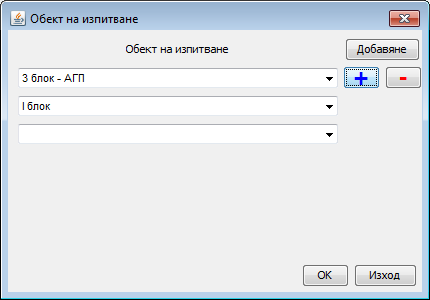 Обект на изпитване
Обект на изпитване
Добавяне
3 блок - АГП
+ -
I блок
OK
Изход